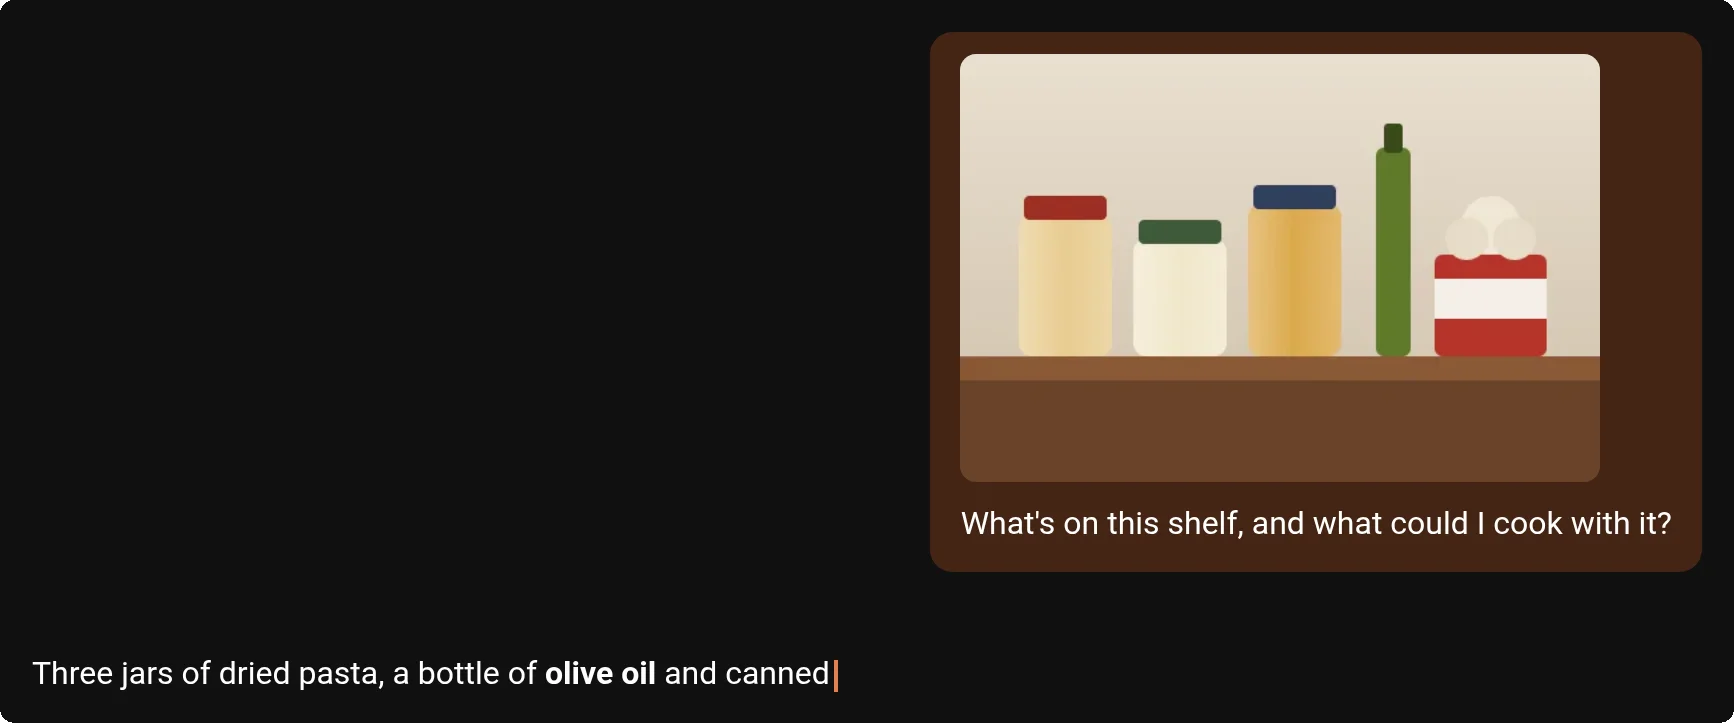 What's on this shelf, and what could I cook with it?
Three jars of dried pasta, a bottle of olive oil and canned